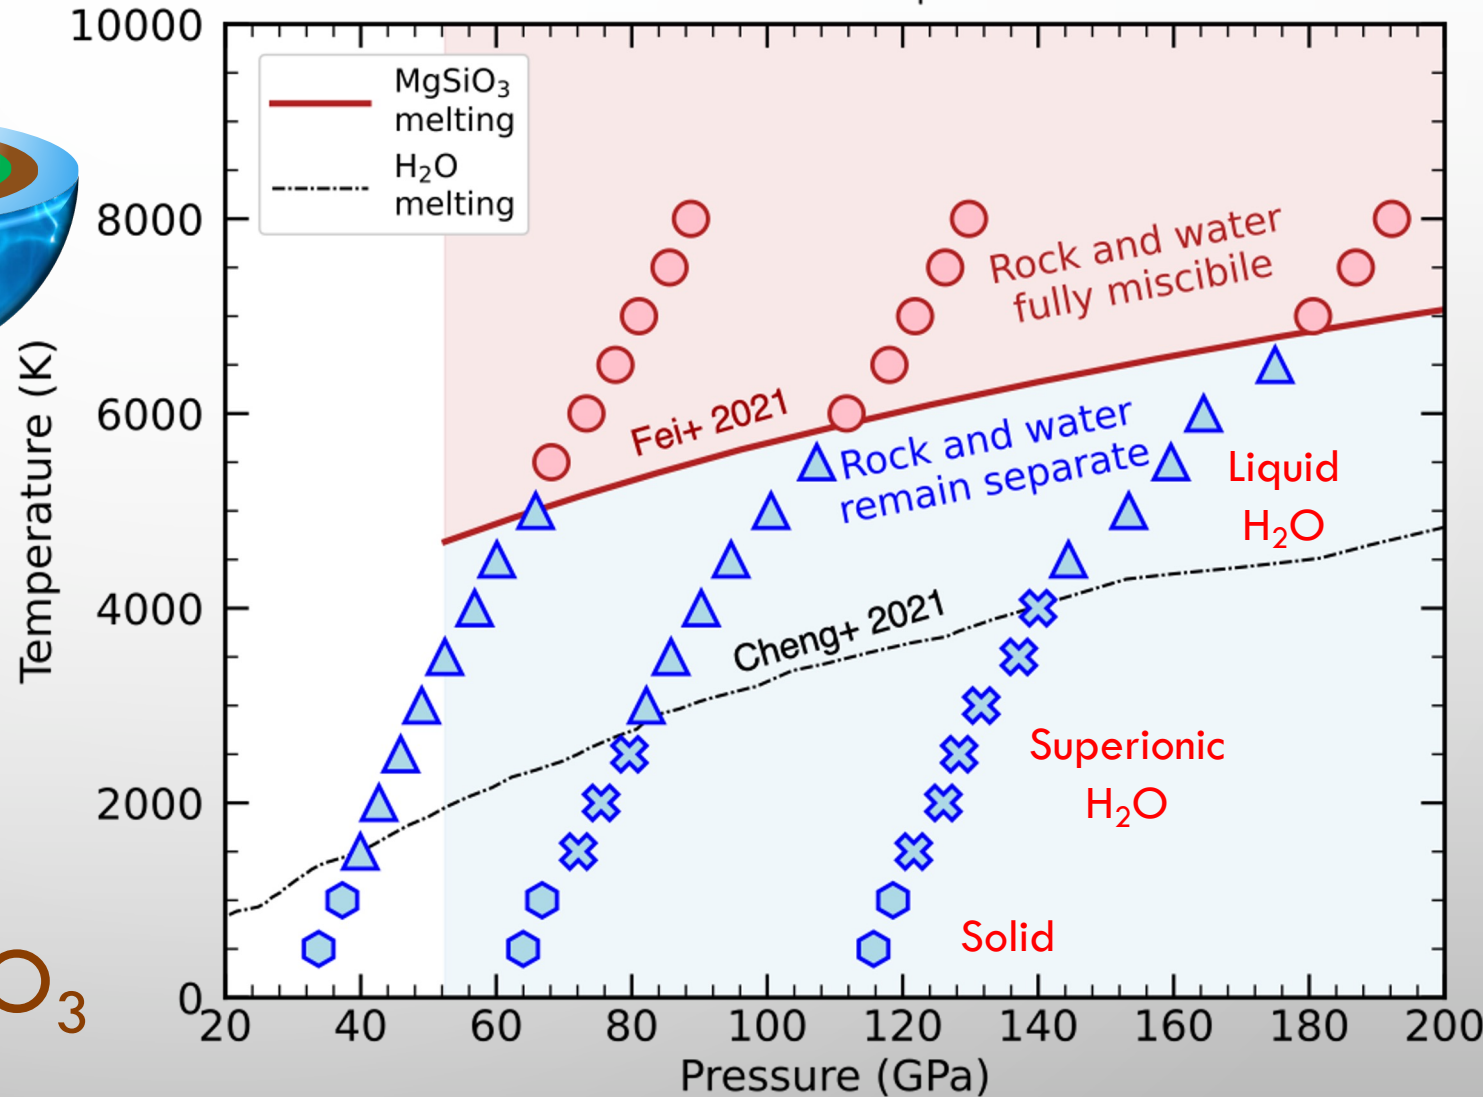 10000
8000
6000
4000
2000
0
Temperature (K)
MgSiO₃
melting
H₂O
melting
Rock and water
fully miscibile
Fei+ 2021
Rock and water
remain separate
Liquid
H₂O
Cheng+ 2021
Superionic
H₂O
Solid
O₃
20 40 60 80 100 120 140 160 180 200
Pressure (GPa)